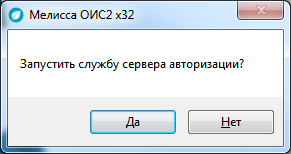 Мелисса ОИС2 x32
Запустить службу сервера авторизации?
Да
Нет